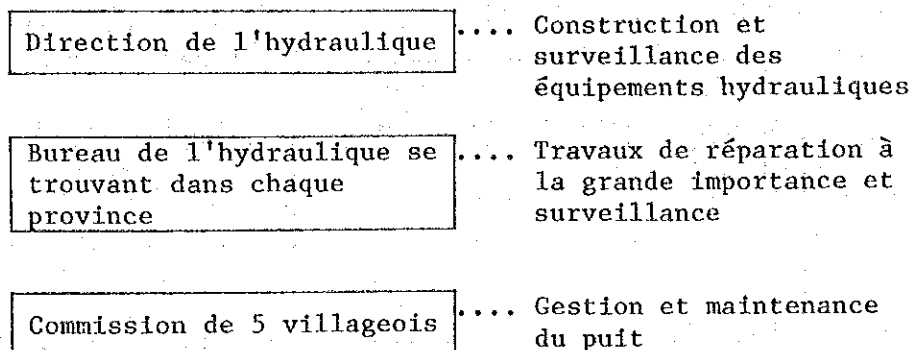 Direction de l'hydraulique .... Construction et
surveillance des
équipements hydrauliques
Bureau de l'hydraulique se .... Travaux de réparation à
trouvant dans chaque la grande importance et
province surveillance
Commission de 5 villageois .... Gestion et maintenance
du puit